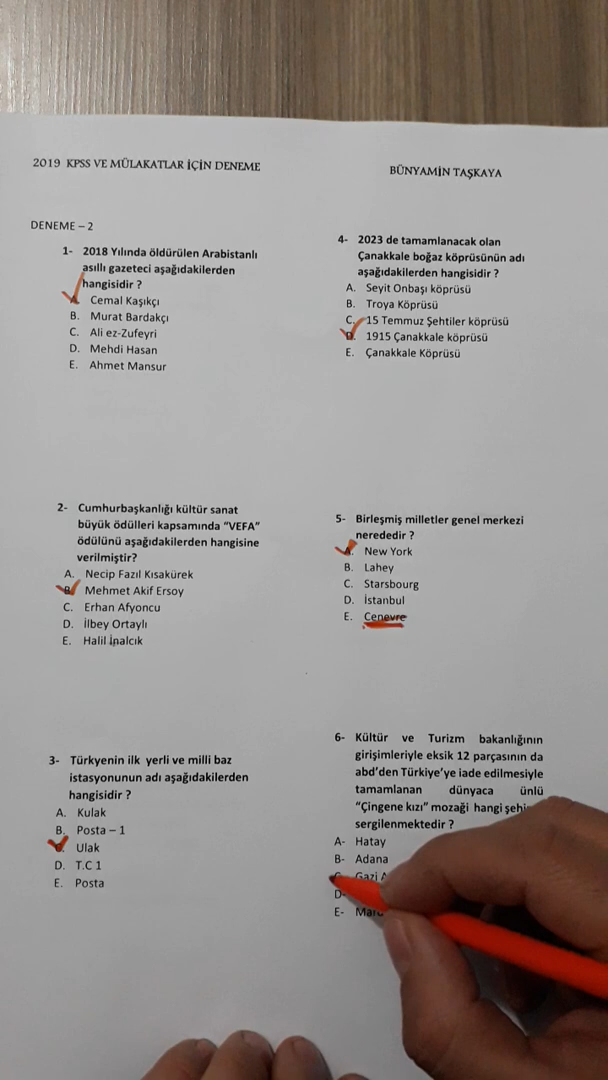 2019 KPSS VE MÜLAKATLAR İÇİN DENEME
BÜNYAMİN TAŞKAYA
DENEME – 2
1- 2018 Yılında öldürülen Arabistanlı
asıllı gazeteci aşağıdakilerden
hangisidir ?
A. Cemal Kaşıkçı
B. Murat Bardakçı
C. Ali ez-Zufeyri
D. Mehdi Hasan
E. Ahmet Mansur
2- Cumhurbaşkanlığı kültür sanat
büyük ödülleri kapsamında "VEFA"
ödülünü aşağıdakilerden hangisine
verilmiştir?
A. Necip Fazıl Kısakürek
B. Mehmet Akif Ersoy
C. Erhan Afyoncu
D. İlbey Ortaylı
E. Halil İnalcık
3- Türkyenin ilk yerli ve milli baz
istasyonunun adı aşağıdakilerden
hangisidir ?
A. Kulak
B. Posta – 1
C. Ulak
D. T.C 1
E. Posta
4- 2023 de tamamlanacak olan
Çanakkale boğaz köprüsünün adı
aşağıdakilerden hangisidir ?
A. Seyit Onbaşı köprüsü
B. Troya Köprüsü
C. 15 Temmuz Şehtiler köprüsü
D. 1915 Çanakkale köprüsü
E. Çanakkale Köprüsü
5- Birleşmiş milletler genel merkezi
nerededir ?
A. New York
B. Lahey
C. Starsbourg
D. İstanbul
E. Cenevre
6- Kültür ve Turizm bakanlığının
girişimleriyle eksik 12 parçasının da
abd'den Türkiye'ye iade edilmesiyle
tamamlanan dünyaca ünlü
"Çingene kızı" mozaği hangi
sergilenmektedir ?
A- Hatay
B- Adana
C- Gazi
D-
E-